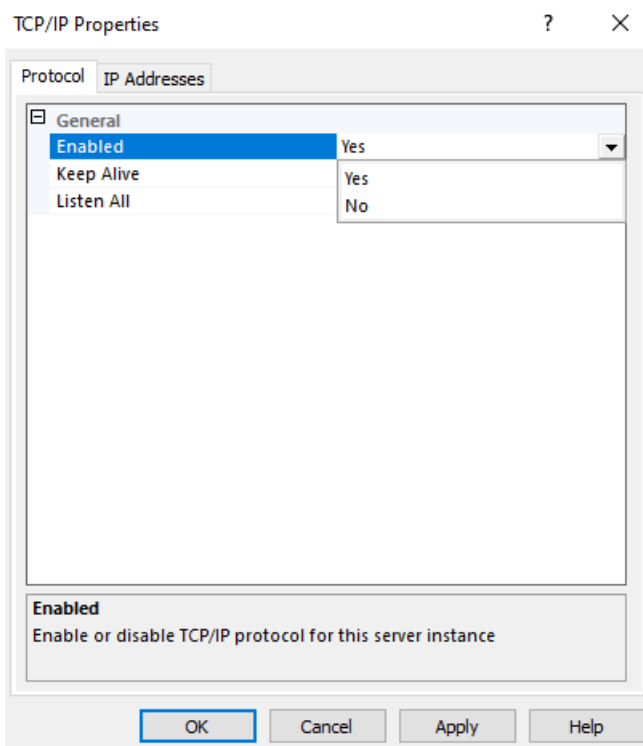 TCP/IP Properties ?
Protocol IP Addresses
General
Enabled Yes
Keep Alive Yes
Listen All No
Enabled
Enable or disable TCP/IP protocol for this server instance
OK Cancel Apply Help